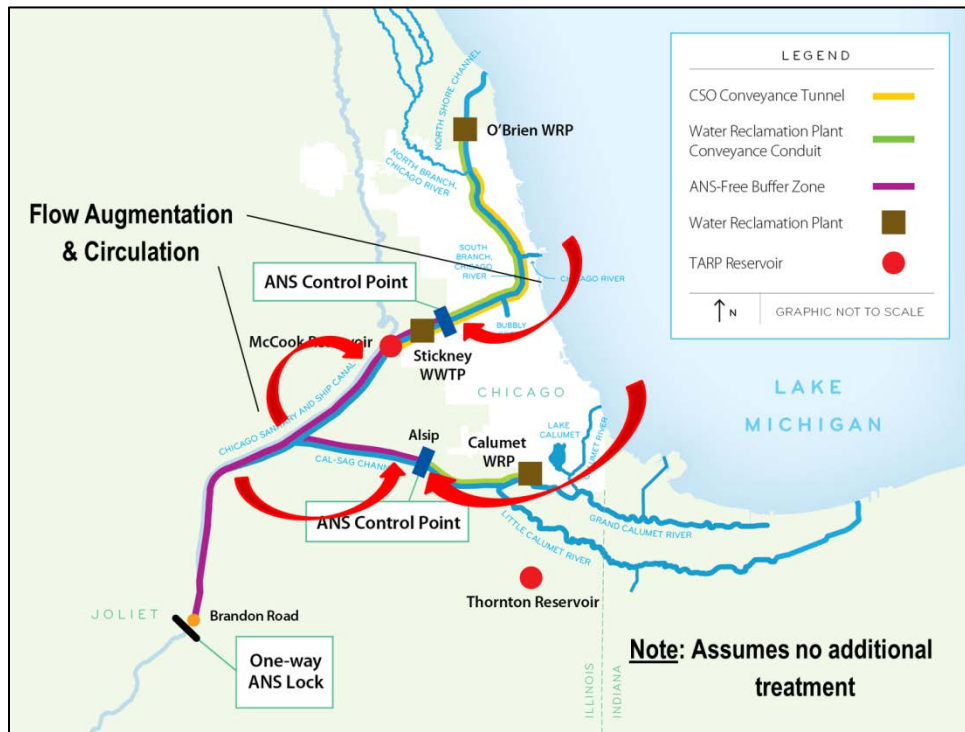 LEGEND
CSO Conveyance Tunnel
Water Reclamation Plant
Conveyance Conduit
ANS-Free Buffer Zone
Water Reclamation Plant
TARP Reservoir
N
GRAPHIC NOT TO SCALE
NORTH SHORE CHANNEL
O'Brien WRP
NORTH BRANCH,
CHICAGO RIVER
Flow Augmentation
& Circulation
SOUTH
BRANCH,
CHICAGO
RIVER
CHICAGO RIVER
ANS Control Point
BUBBLY
McCook Reservoir
Stickney
WWTP
CHICAGO
LAKE
MICHIGAN
CHICAGO SANITARY AND SHIP CANAL
Alsip
Calumet
WRP
LAKE
CALUMET
CALUMET RIVER
CAL-SAG CHANN
ANS Control Point
GRAND CALUMET RIVER
LITTLE CALUMET RIVER
Thornton Reservoir
JOLIET
Brandon Road
One-way
ANS Lock
ILLINOIS
INDIANA
Note: Assumes no additional
treatment